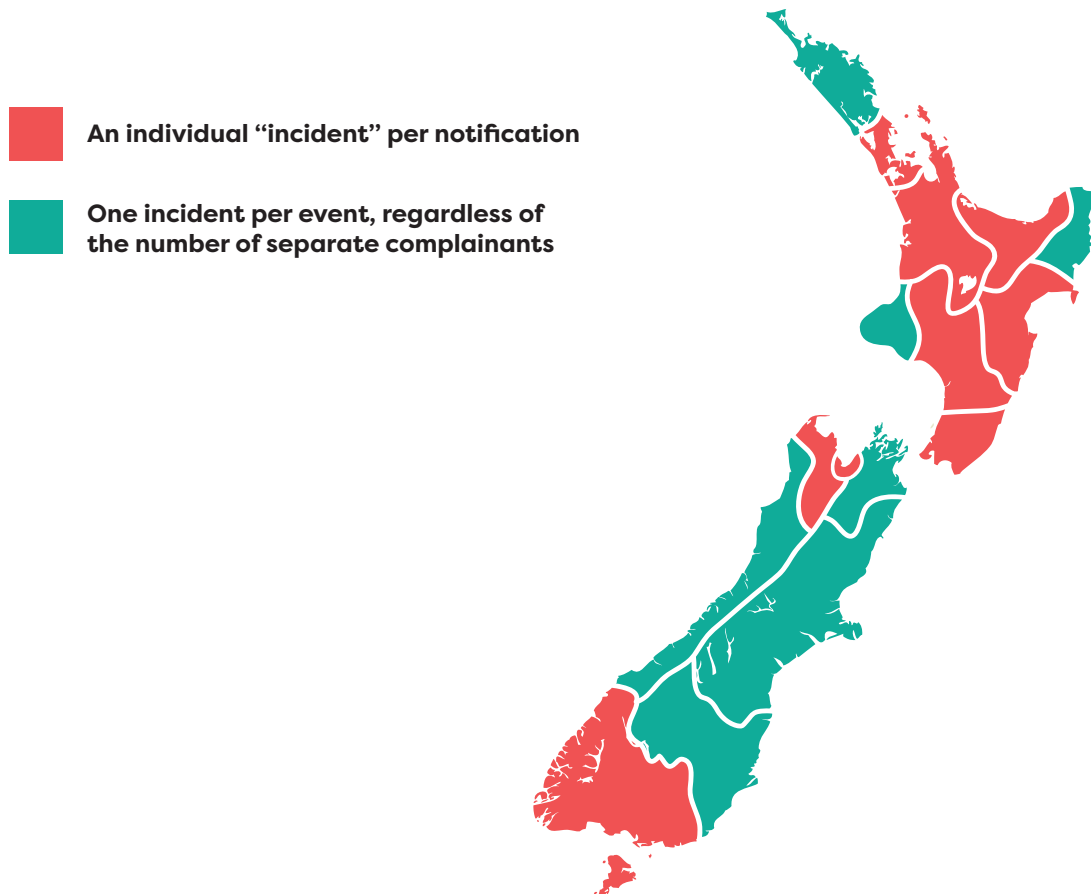 An individual “incident” per notification
One incident per event, regardless of
the number of separate complainants